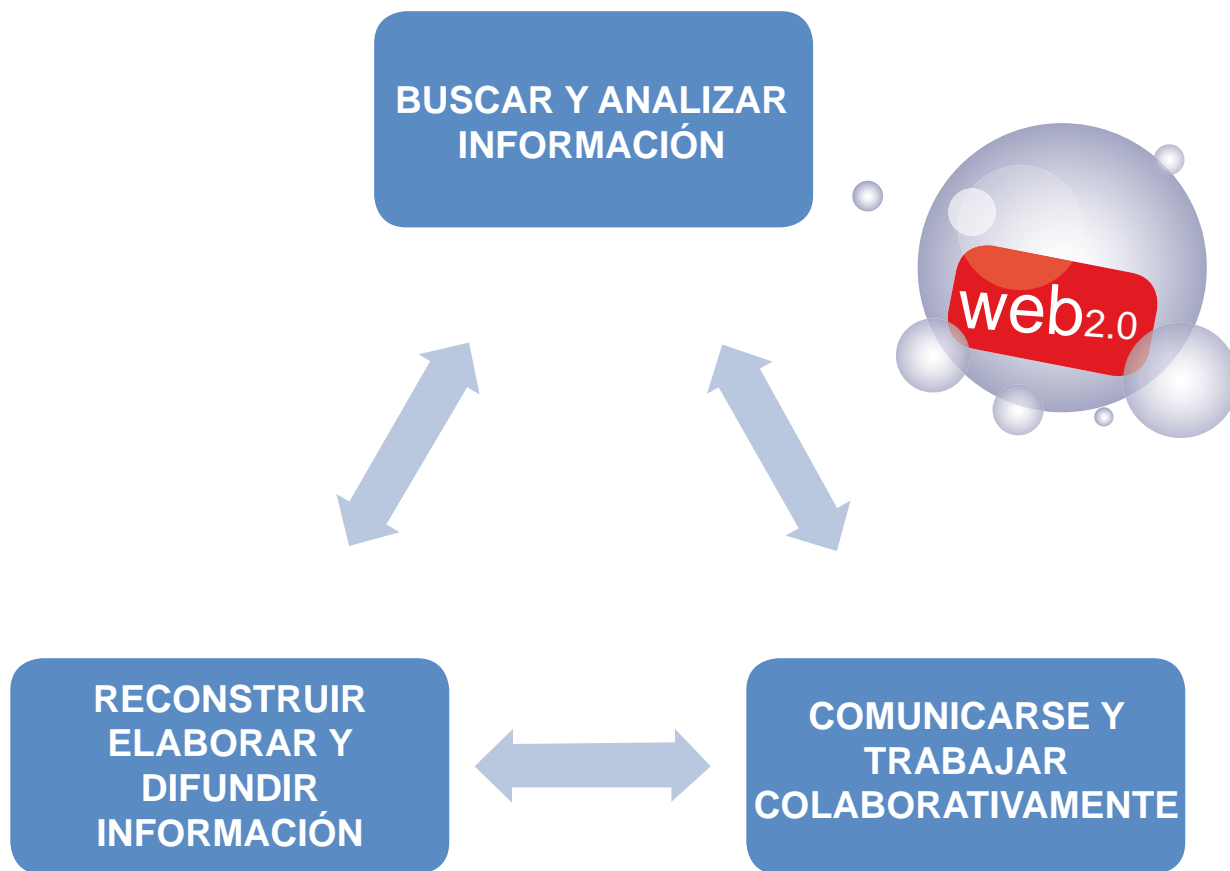 BUSCAR Y ANALIZAR
INFORMACIÓN
web2.0
RECONSTRUIR
ELABORAR Y
DIFUNDIR
INFORMACIÓN
COMUNICARSE Y
TRABAJAR
COLABORATIVAMENTE